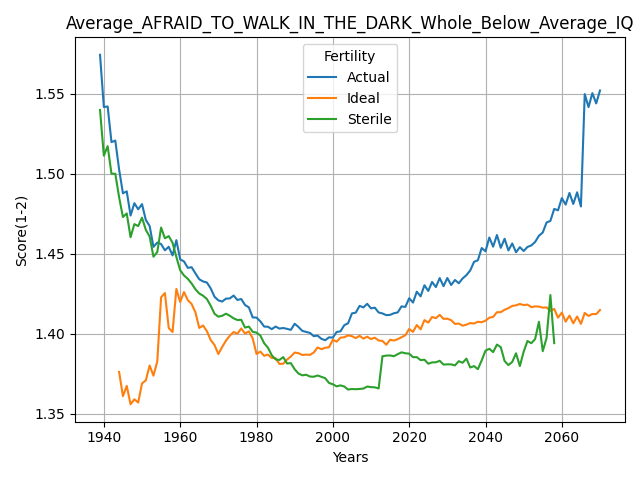 Average_AFRAID_TO_WALK_IN_THE_DARK_Whole_Below_Average_IQ
Fertility
Actual
Ideal
Sterile
Score(1-2)
1.55
1.50
1.45
1.40
1.35
1940 1960 1980 2000 2020 2040 2060
Years